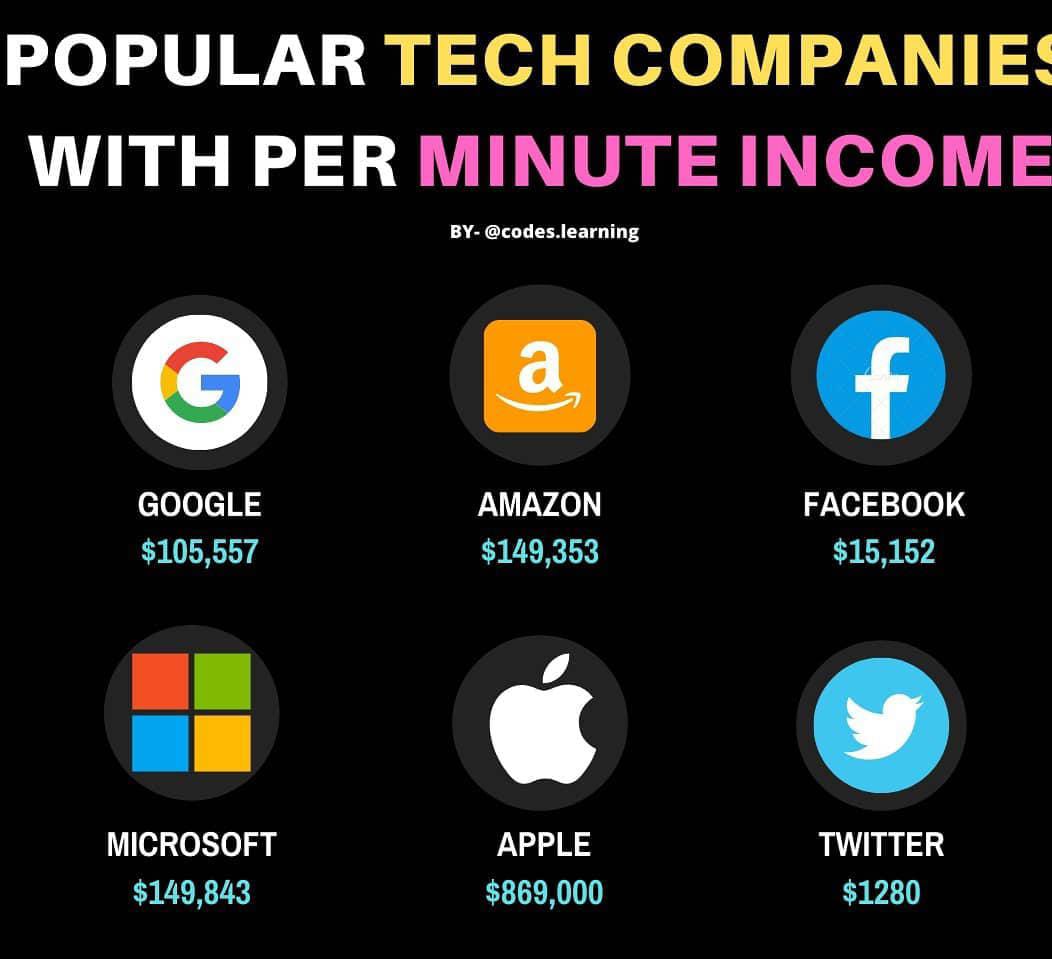 POPULAR TECH COMPANIES
WITH PER MINUTE INCOME
BY- @codes.learning
GOOGLE
$105,557
AMAZON
$149,353
FACEBOOK
$15,152
MICROSOFT
$149,843
APPLE
$869,000
TWITTER
$1280